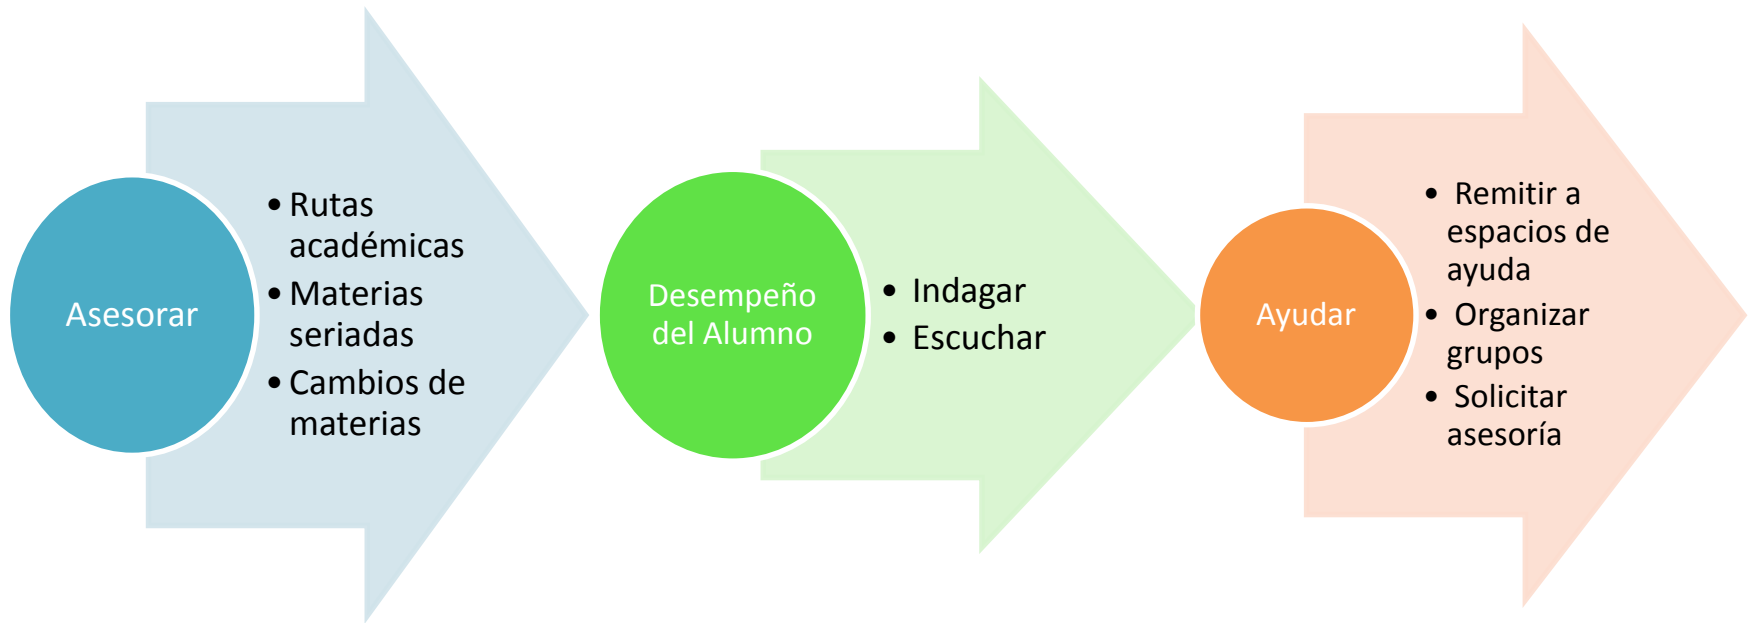 Asesorar
• Rutas
académicas
• Materias
seriadas
• Cambios de
materias
Desempeño
del Alumno
• Indagar
• Escuchar
Ayudar
• Remitir a
espacios de
ayuda
• Organizar
grupos
• Solicitar
asesoría